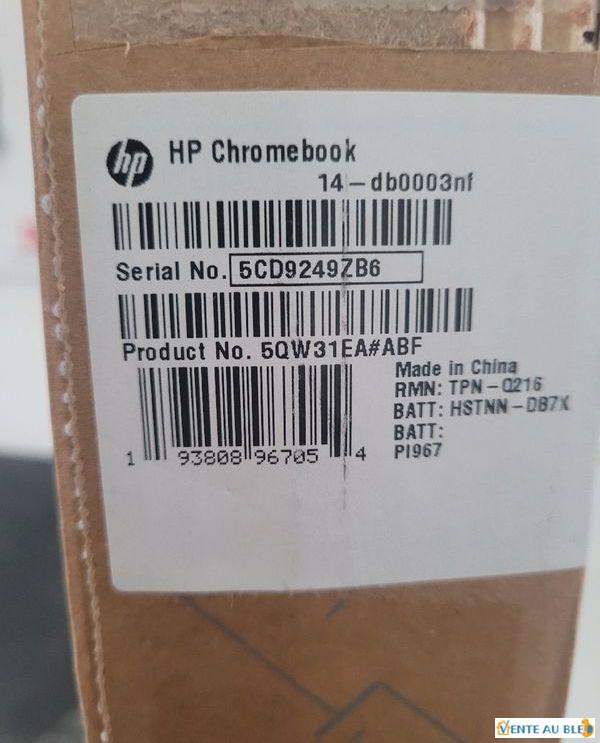 hp HP Chromebook
14-db0003nf
Serial No. 5CD9249ZB6
Product No. 5QW31EA#ABF
Made in China
RMN: TPN-Q216
BATT: HSTNN-DB7X
BATT:
PI967
1 93808 96705 4
VENTE AU BLED